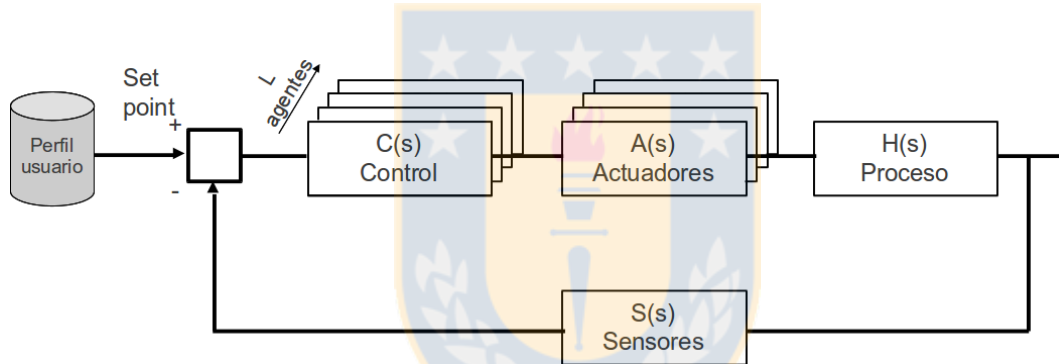 Set
point
+
-
Perfil
usuario
L
agentes
C(s)
Control
A(s)
Actuadores
H(s)
Proceso
S(s)
Sensores